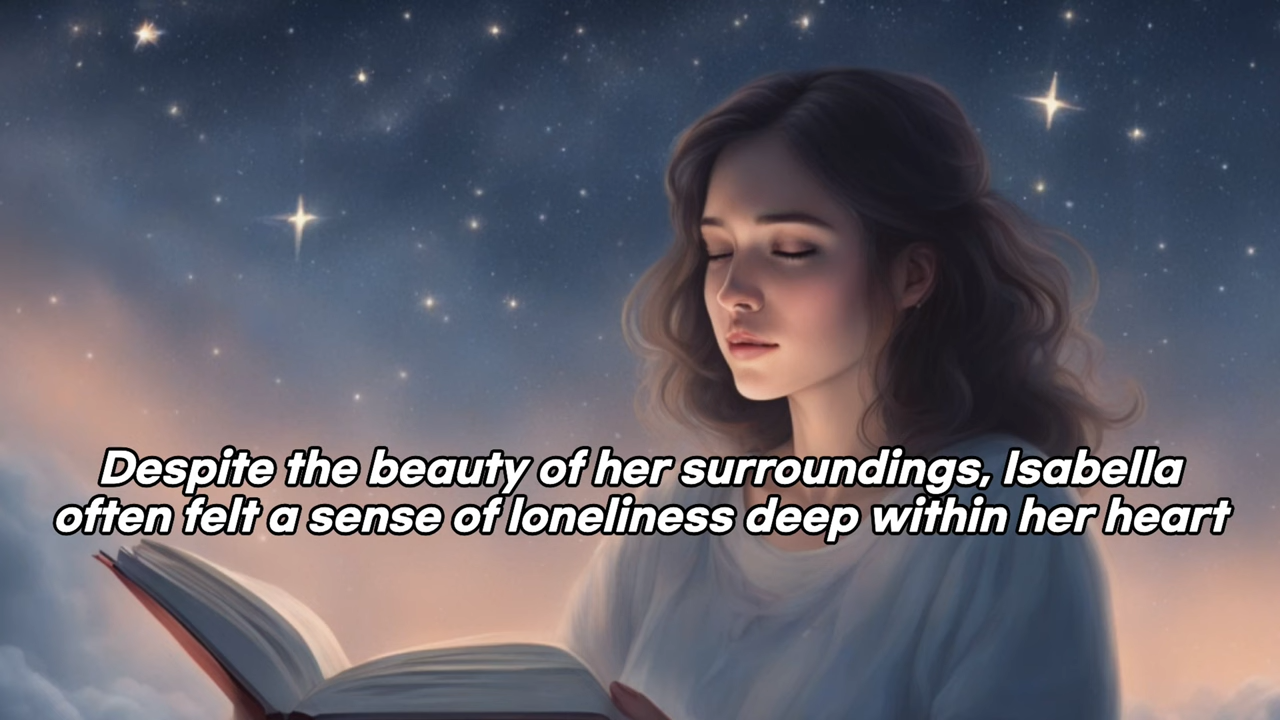 Despite the beauty of her surroundings, Isabella
often felt a sense of loneliness deep within her heart